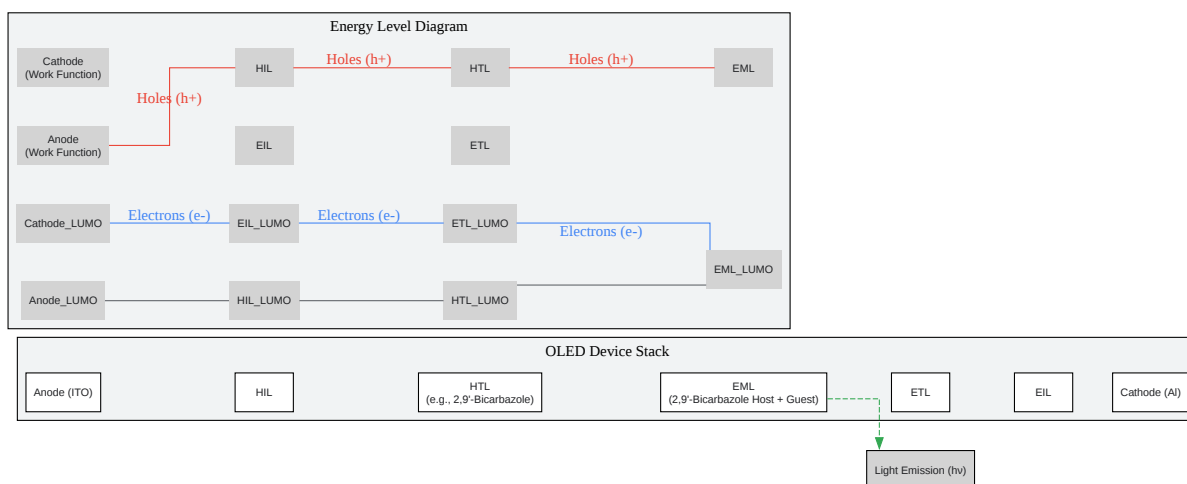 Energy Level Diagram
Cathode
(Work Function)
HIL
Holes (h+)
HTL
Holes (h+)
EML
Holes (h+)
Anode
(Work Function)
EIL
ETL
Cathode_LUMO
Electrons (e-)
EIL_LUMO
Electrons (e-)
ETL_LUMO
Electrons (e-)
EML_LUMO
Anode_LUMO
HIL_LUMO
HTL_LUMO
OLED Device Stack
Anode (ITO)
HIL
HTL
(e.g., 2,9'-Bicarbazole)
EML
(2,9'-Bicarbazole Host + Guest)
ETL
EIL
Cathode (Al)
Light Emission (hν)